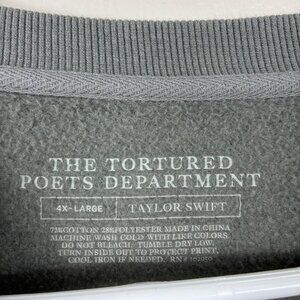 THE TORTURED
POETS DEPARTMENT
4X-LARGE TAYLOR SWIFT
72%COTTON 28%POLYESTER MADE IN CHINA
MACHINE WASH COLD WITH LIKE COLORS
DO NOT BLEACH. TUMBLE DRY LOW.
TURN INSIDE OUT TO PROTECT PRINT.
COOL IRON IF NEEDED. RN#